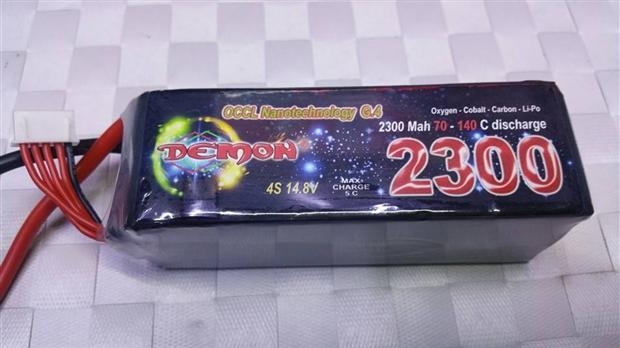 OCCL Nanotechnology G.4
Oxygen - Cobalt - Carbon - Li-Po
2300 Mah 70 - 140 C discharge
DEMON®
2300
4S 14.8V
MAX
CHARGE
5 C